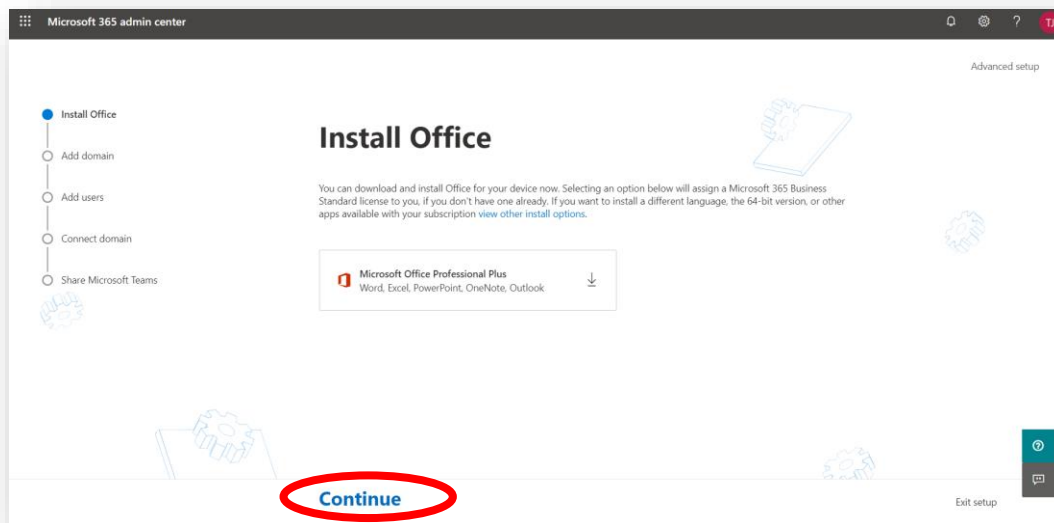 Microsoft 365 admin center
?
TJ
Advanced setup
Install Office
Add domain
Add users
Connect domain
Share Microsoft Teams
Install Office
You can download and install Office for your device now. Selecting an option below will assign a Microsoft 365 Business
Standard license to you, if you don't have one already. If you want to install a different language, the 64-bit version, or other
apps available with your subscription view other install options.
Microsoft Office Professional Plus
Word, Excel, PowerPoint, OneNote, Outlook
Continue
Exit setup